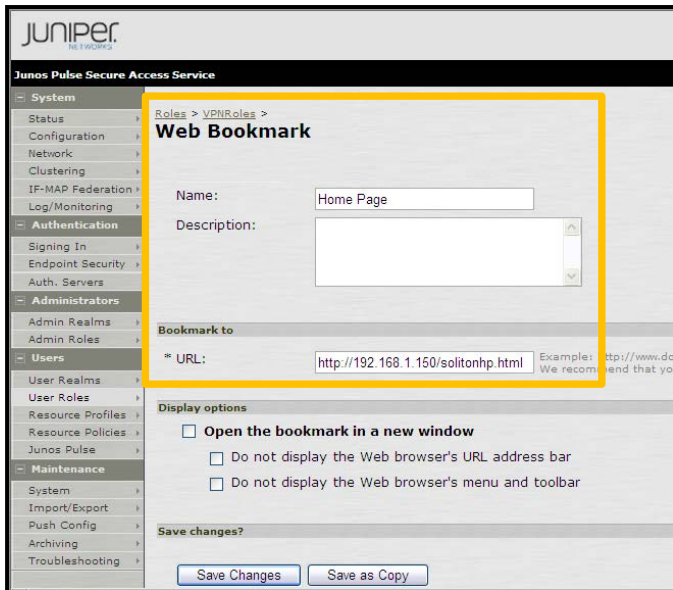 JUNIPer
NETWORKS
Junos Pulse Secure Access Service
System
Status
Configuration
Network
Clustering
IF-MAP Federation
Log/Monitoring
Authentication
Signing In
Endpoint Security
Auth. Servers
Administrators
Admin Realms
Admin Roles
Users
User Realms
User Roles
Resource Profiles
Resource Policies
Junos Pulse
Maintenance
System
Import/Export
Push Config
Archiving
Troubleshooting
Roles > VPNRoles >
Web Bookmark
Name:
Home Page
Description:
Bookmark to
* URL:
http://192.168.1.150/solitonhp.html
Example: http://www.do
We recommend that yo
Display options
Open the bookmark in a new window
Do not display the Web browser's URL address bar
Do not display the Web browser's menu and toolbar
Save changes?
Save Changes
Save as Copy